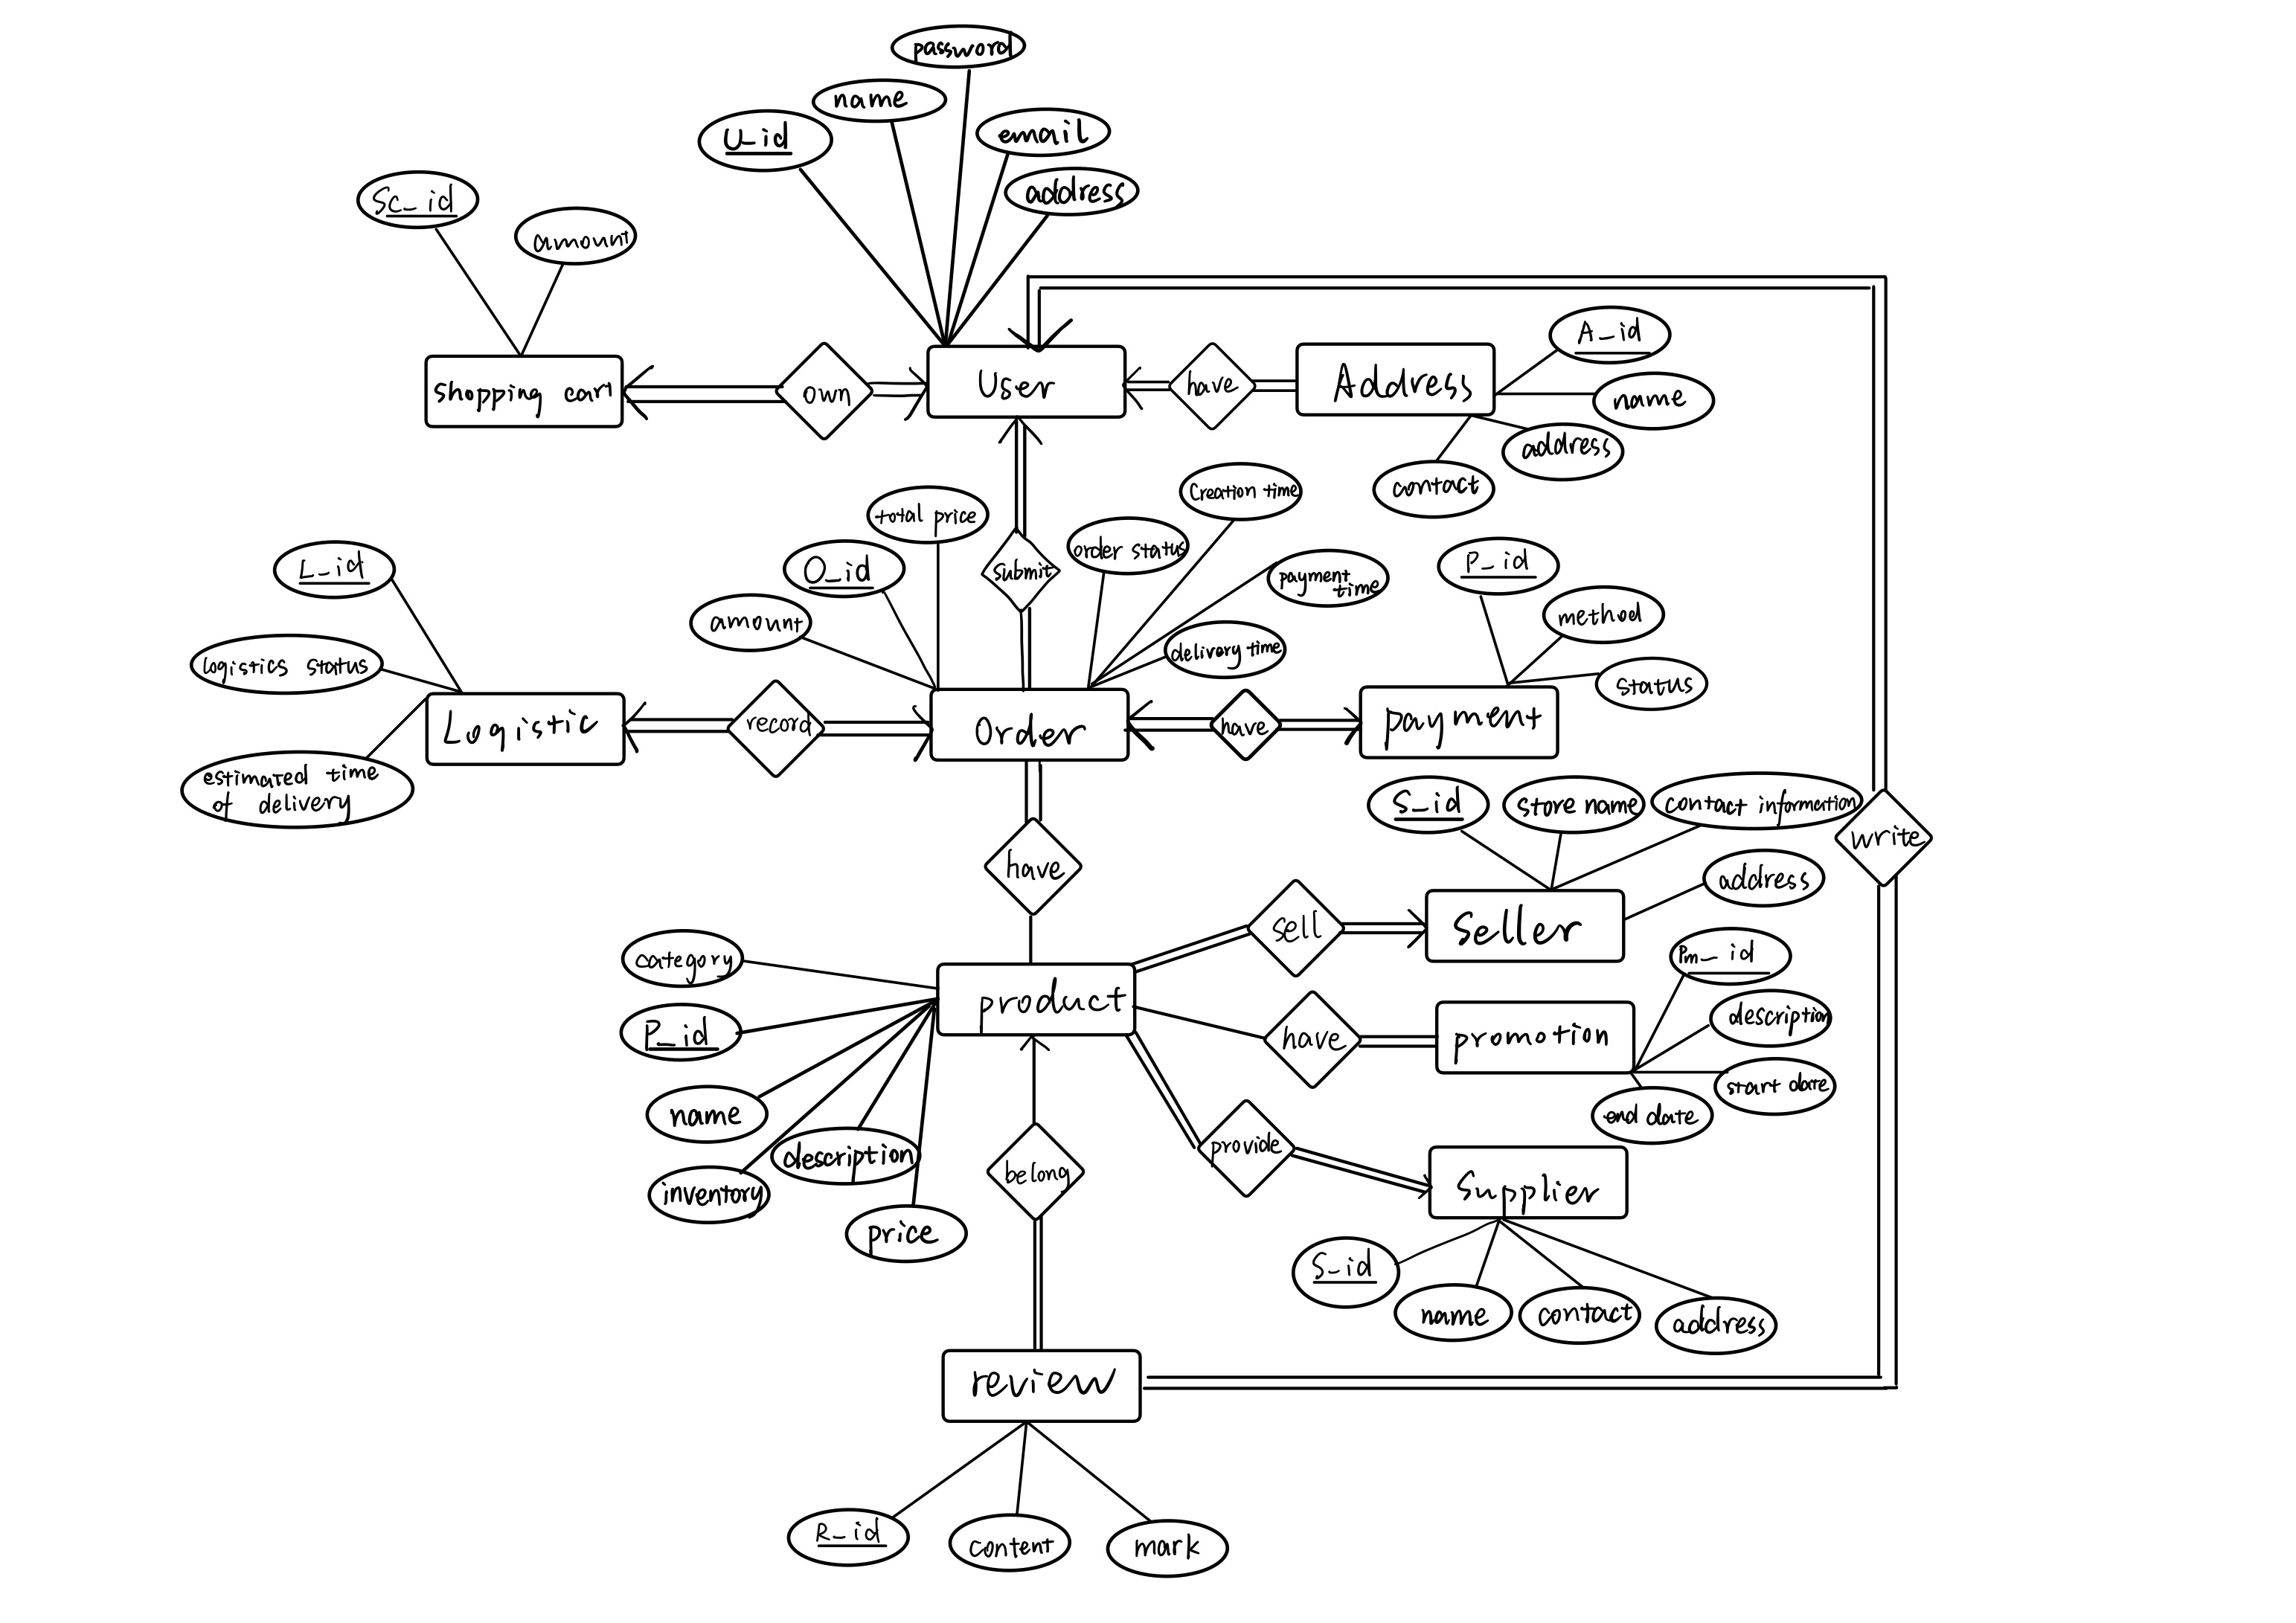 password
name
U_id
email
address
Sc_id
amount
shopping cart
own
User
have
Address
A_id
name
address
contact
total price
O_id
amount
submit
order status
Creation time
payment
time
delivery time
P_id
method
status
L_id
logistics status
estimated time
of delivery
Logistic
record
Order
have
payment
have
S_id
store name
contact information
write
address
sell
Seller
category
P_id
name
inventory
description
price
product
have
promotion
Pm_id
description
start date
end date
belong
provide
Supplier
S_id
name
contact
address
review
R_id
content
mark